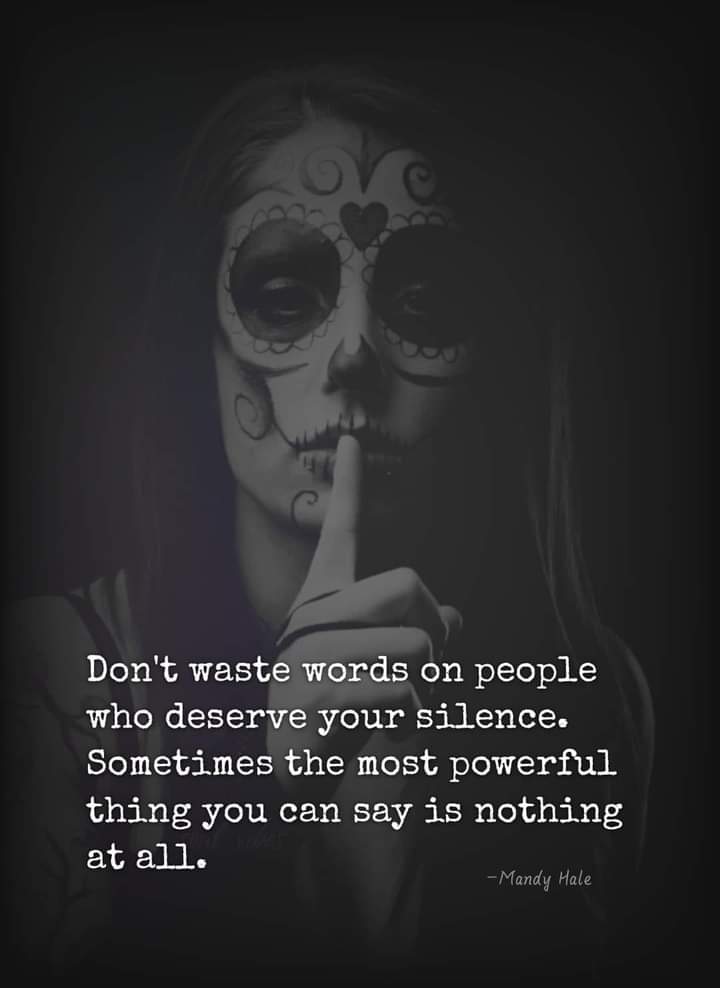 Don't waste words on people
who deserve your silence.
Sometimes the most powerful
thing you can say is nothing
at all.
–Mandy Hale